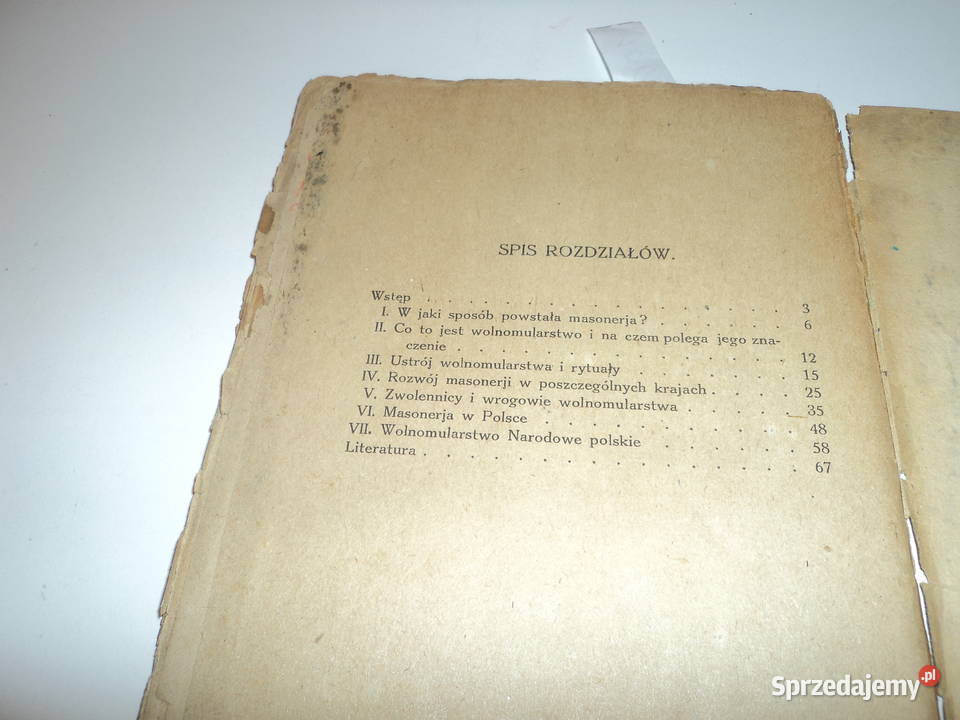 SPIS ROZDZIAŁÓW.
Wstęp . . . . . . . . . . . . . . . 3
I. W jaki sposób powstała masonerja? . . . . . . 6
II. Co to jest wolnomularstwo i na czem polega jego zna-
czenie . . . . . . . . . . . . . . 12
III. Ustrój wolnomularstwa i rytuały . . . . . . . 15
IV. Rozwój masonerji w poszczególnych krajach . . . . 25
V. Zwolennicy i wrogowie wolnomularstwa . . . . . 35
VI. Masonerja w Polsce . . . . . . . . . . 48
VII. Wolnomularstwo Narodowe polskie . . . . . . 58
Literatura . . . . . . . . . . . . . . 67
Sprzedajemy.pl